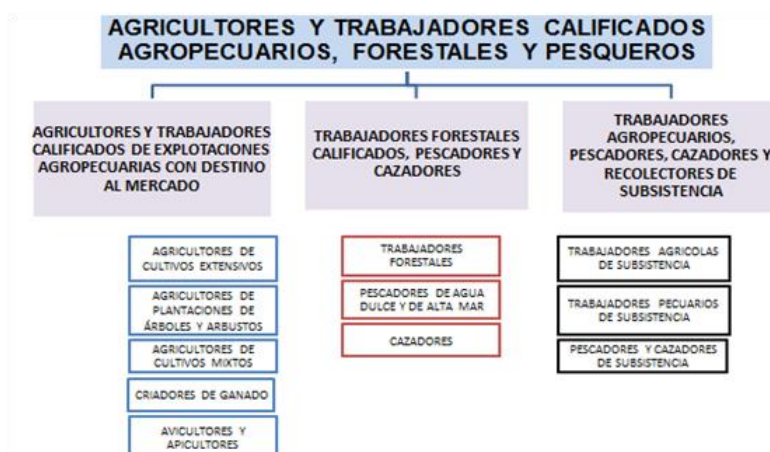 AGRICULTORES Y TRABAJADORES CALIFICADOS
AGROPECUARIOS, FORESTALES Y PESQUEROS
AGRICULTORES Y TRABAJADORES
CALIFICADOS DE EXPLOTACIONES
AGROPECUARIAS CON DESTINO
AL MERCADO
TRABAJADORES FORESTALES
CALIFICADOS, PESCADORES Y
CAZADORES
TRABAJADORES
AGROPECUARIOS,
PESCADORES, CAZADORES Y
RECOLECTORES DE
SUBSISTENCIA
AGRICULTORES DE
CULTIVOS EXTENSIVOS
AGRICULTORES DE
PLANTACIONES DE
ÁRBOLES Y ARBUSTOS
AGRICULTORES DE
CULTIVOS MIXTOS
CRIADORES DE GANADO
AVICULTORES Y
APICULTORES
TRABAJADORES
FORESTALES
PESCADORES DE AGUA
DULCE Y DE ALTA MAR
CAZADORES
TRABAJADORES AGRICOLAS
DE SUBSISTENCIA
TRABAJADORES PECUARIOS
DE SUBSISTENCIA
PESCADORES Y CAZADORES
DE SUBSISTENCIA